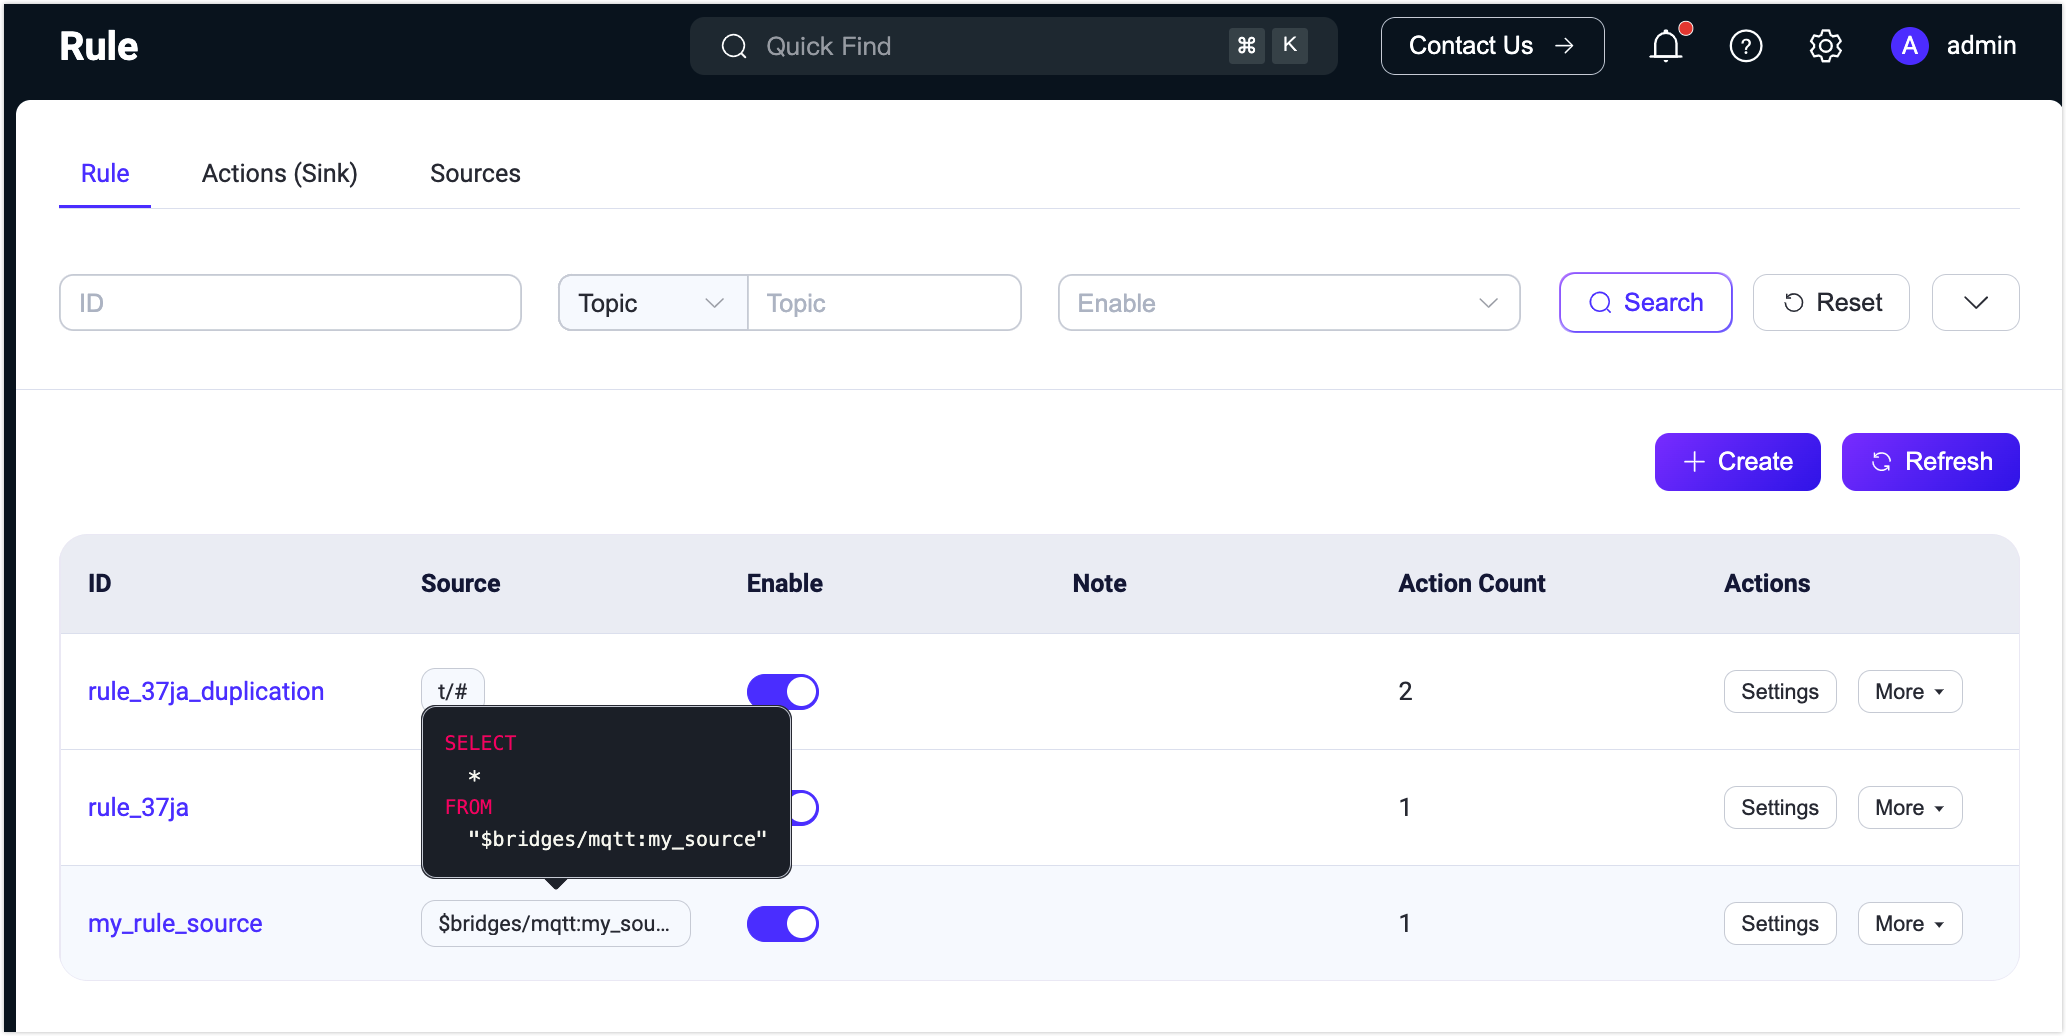 Rule
Quick Find ⌘ K
Contact Us →
A admin
Rule Actions (Sink) Sources
ID Topic Topic Enable Search Reset
+ Create Refresh
ID Source Enable Note Action Count Actions
rule_37ja_duplication t/# 2 Settings More
SELECT
*
FROM
"$bridges/mqtt:my_source"
rule_37ja 1 Settings More
my_rule_source $bridges/mqtt:my_sou... 1 Settings More